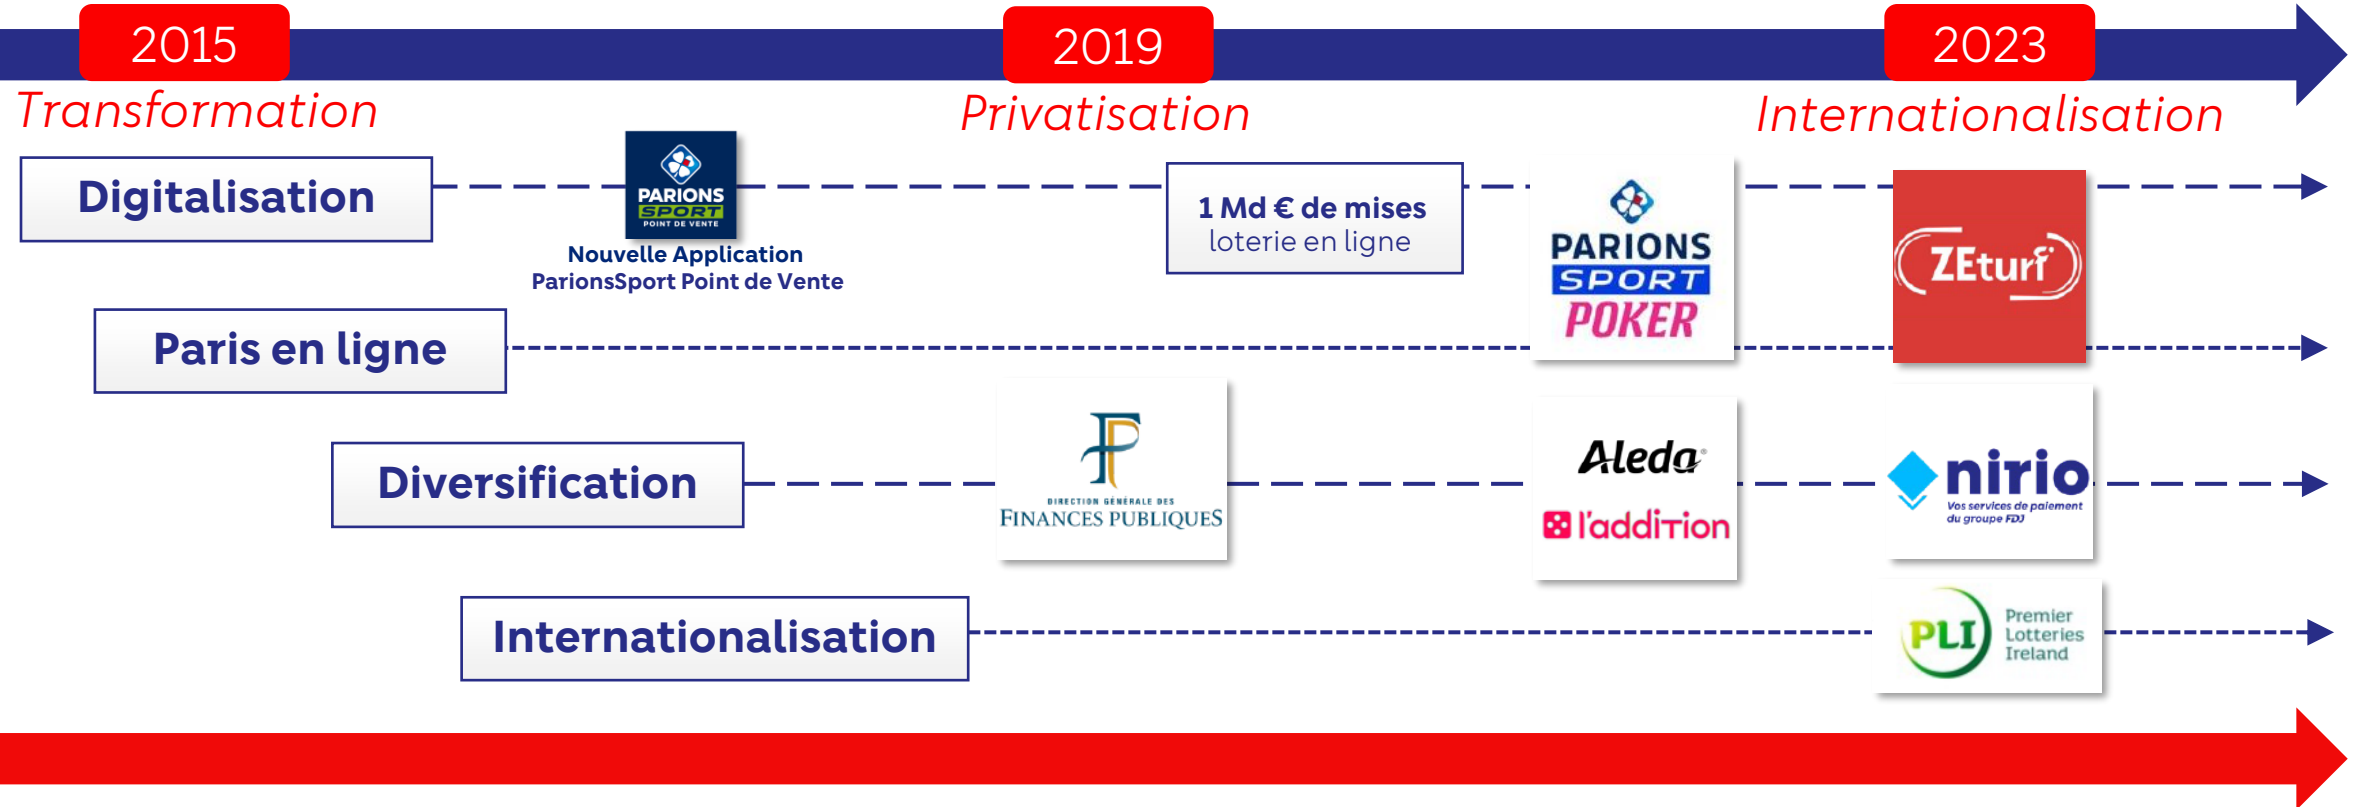 2015
2019
2023
Transformation
Privatisation
Internationalisation
Digitalisation
PARIONS
SPORT
POINT DE VENTE
Nouvelle Application
ParionsSport Point de Vente
1 Md € de mises
loterie en ligne
PARIONS
SPORT
POKER
ZEturf
Paris en ligne
Diversification
DIRECTION GÉNÉRALE DES
FINANCES PUBLIQUES
Aleda
l'addition
nirio
Vos services de paiement
du groupe FDJ
Internationalisation
PLI
Premier
Lotteries
Ireland